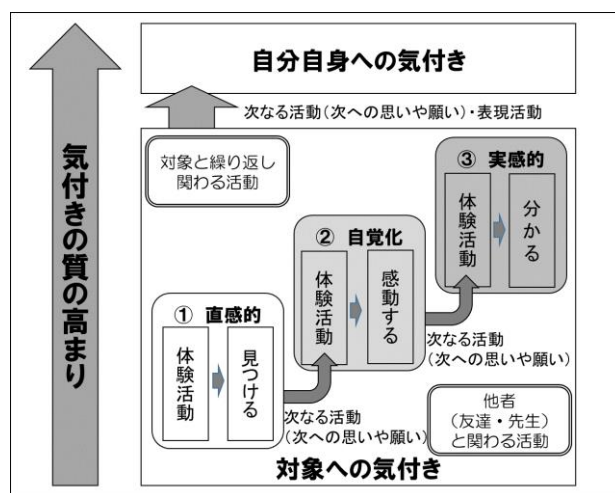 気付きの質の高まり
自分自身への気付き
次なる活動(次への思いや願い)・表現活動
対象と繰り返し
関わる活動
③ 実感的
体験活動
分かる
② 自覚化
体験活動
感動する
次なる活動
(次への思いや願い)
① 直感的
体験活動
見つける
次なる活動
(次への思いや願い)
他者
(友達・先生)
と関わる活動
対象への気付き